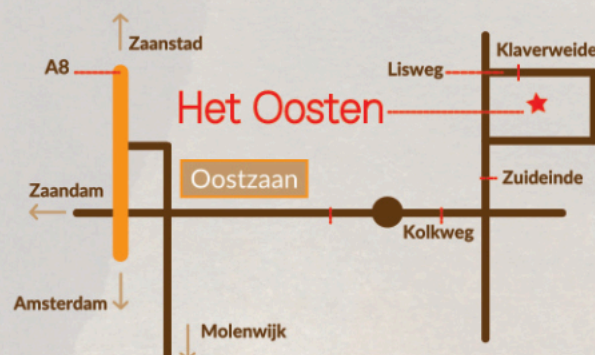 Zaanstad
A8
Lisweg
Klaverweide
Het Oosten
Oostzaan
Zuideinde
Zaandam
Kolkweg
Amsterdam
Molenwijk